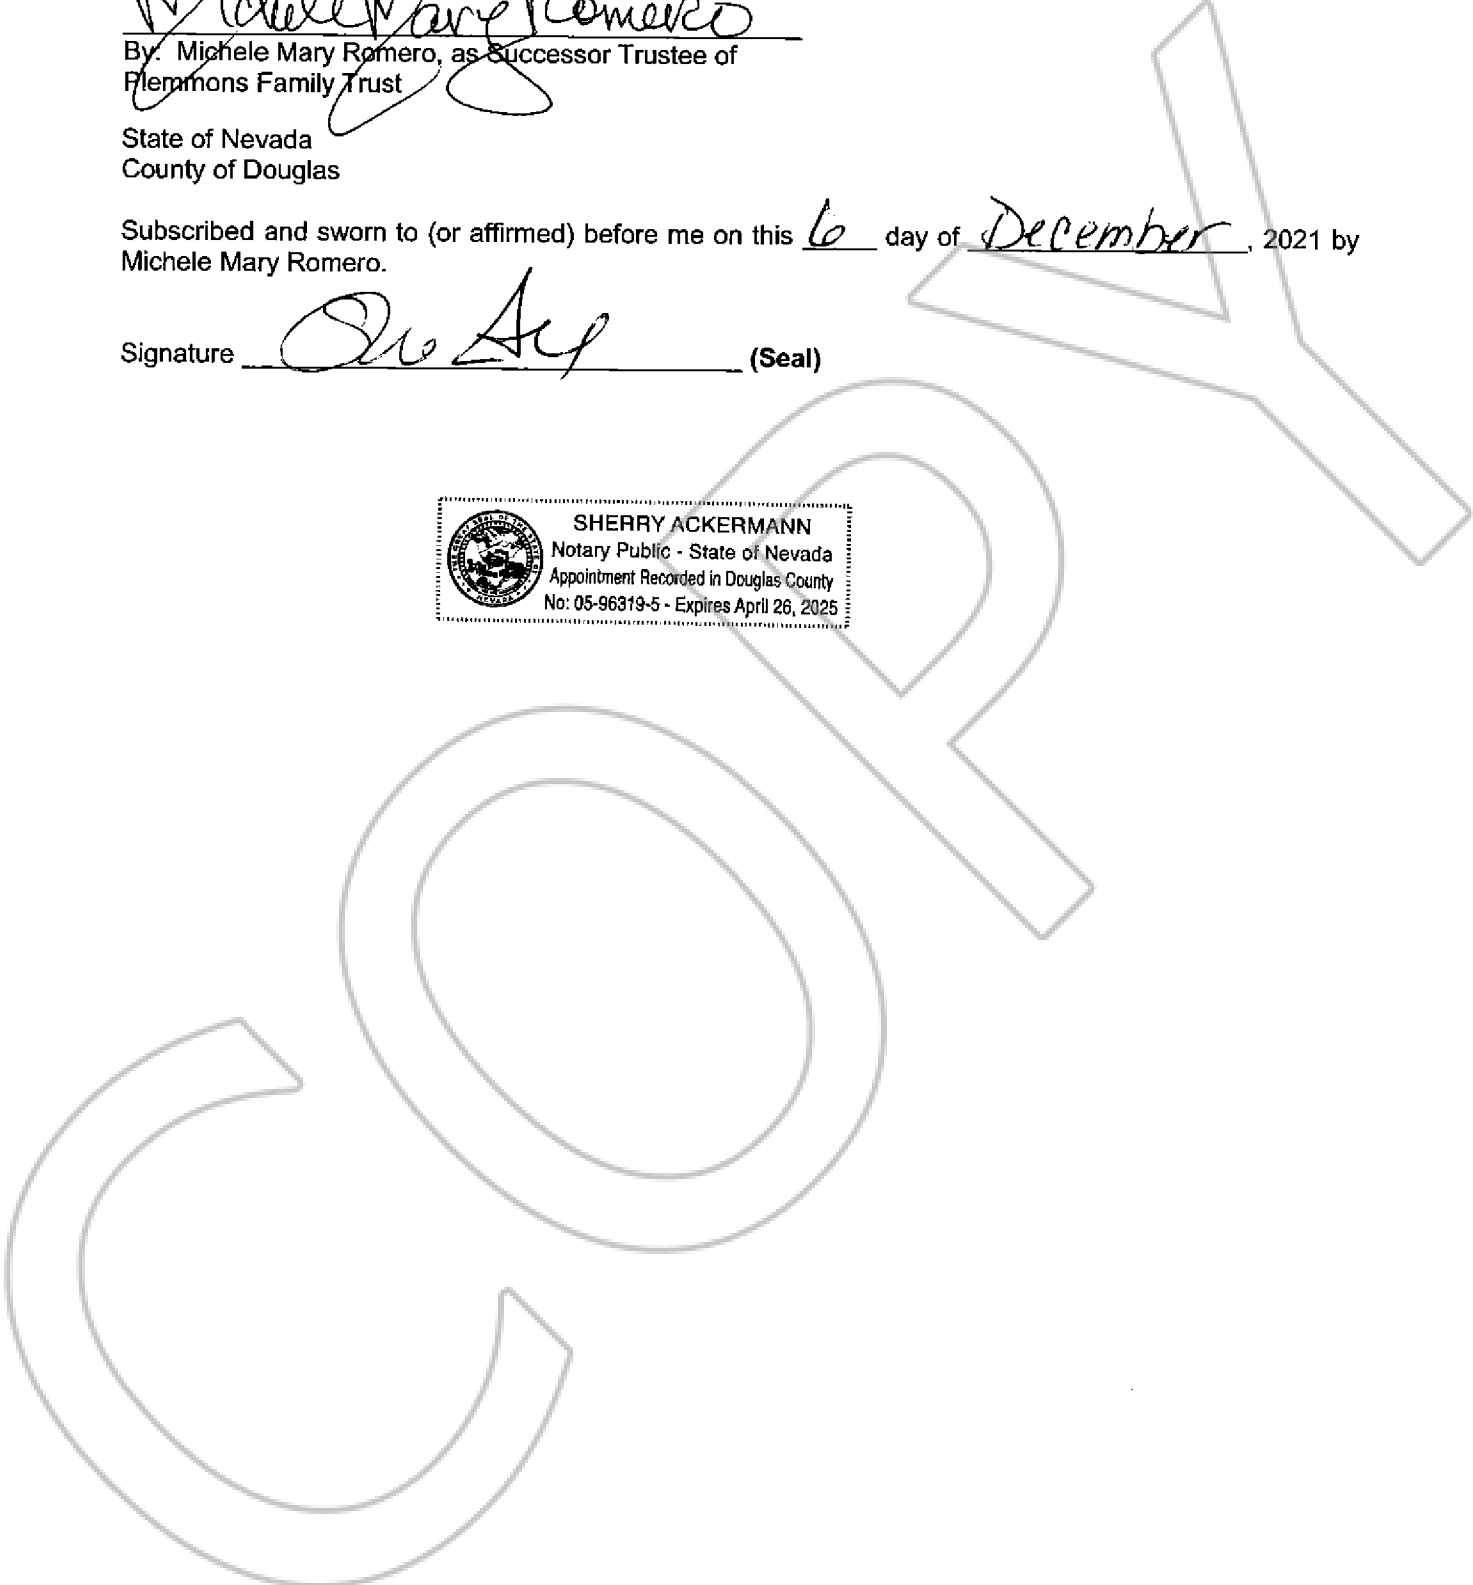 Michele Mary Romero
By: Michele Mary Romero, as Successor Trustee of
Plemmons Family Trust
State of Nevada
County of Douglas
Subscribed and sworn to (or affirmed) before me on this 6 day of December, 2021 by
Michele Mary Romero.
Signature (Seal)
SHERRY ACKERMANN
Notary Public - State of Nevada
Appointment Recorded in Douglas County
No: 05-96319-5 - Expires April 26, 2025
COPY